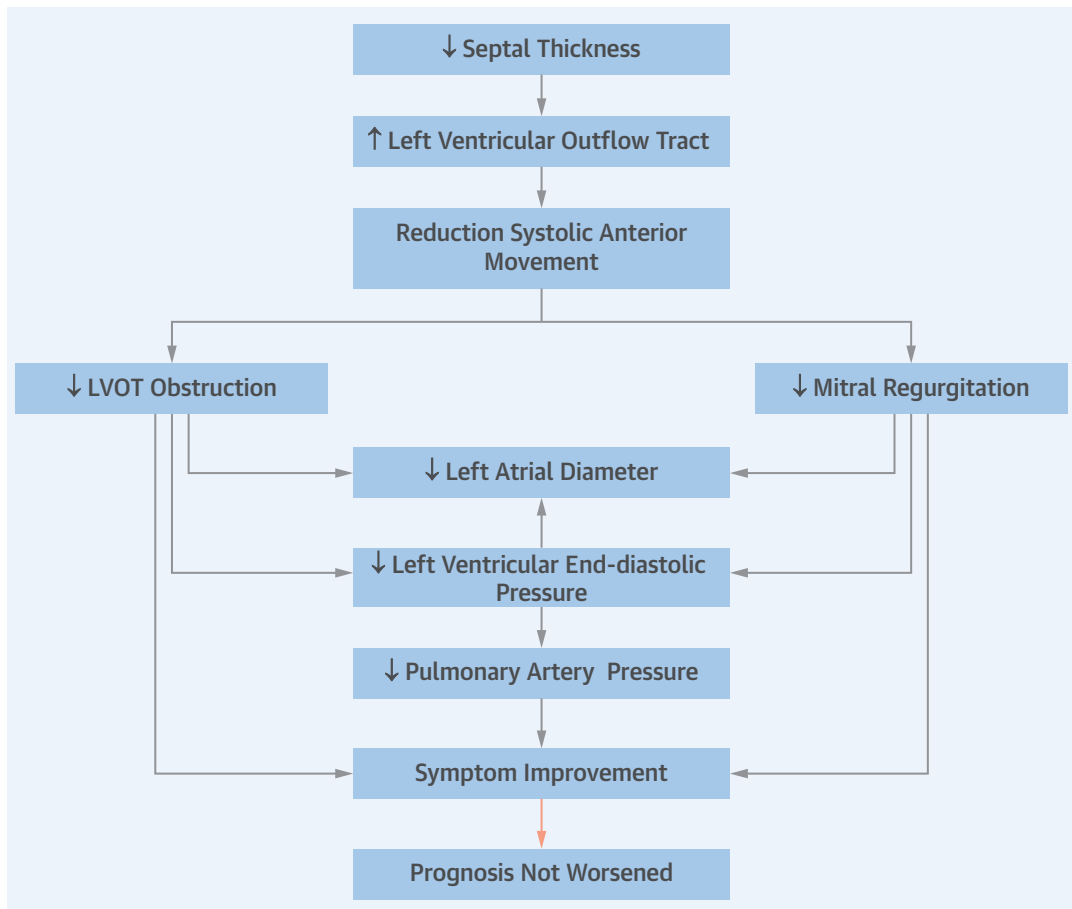 ↓ Septal Thickness
↑ Left Ventricular Outflow Tract
Reduction Systolic Anterior
Movement
↓ LVOT Obstruction
↓ Mitral Regurgitation
↓ Left Atrial Diameter
↓ Left Ventricular End-diastolic
Pressure
↓ Pulmonary Artery Pressure
Symptom Improvement
Prognosis Not Worsened